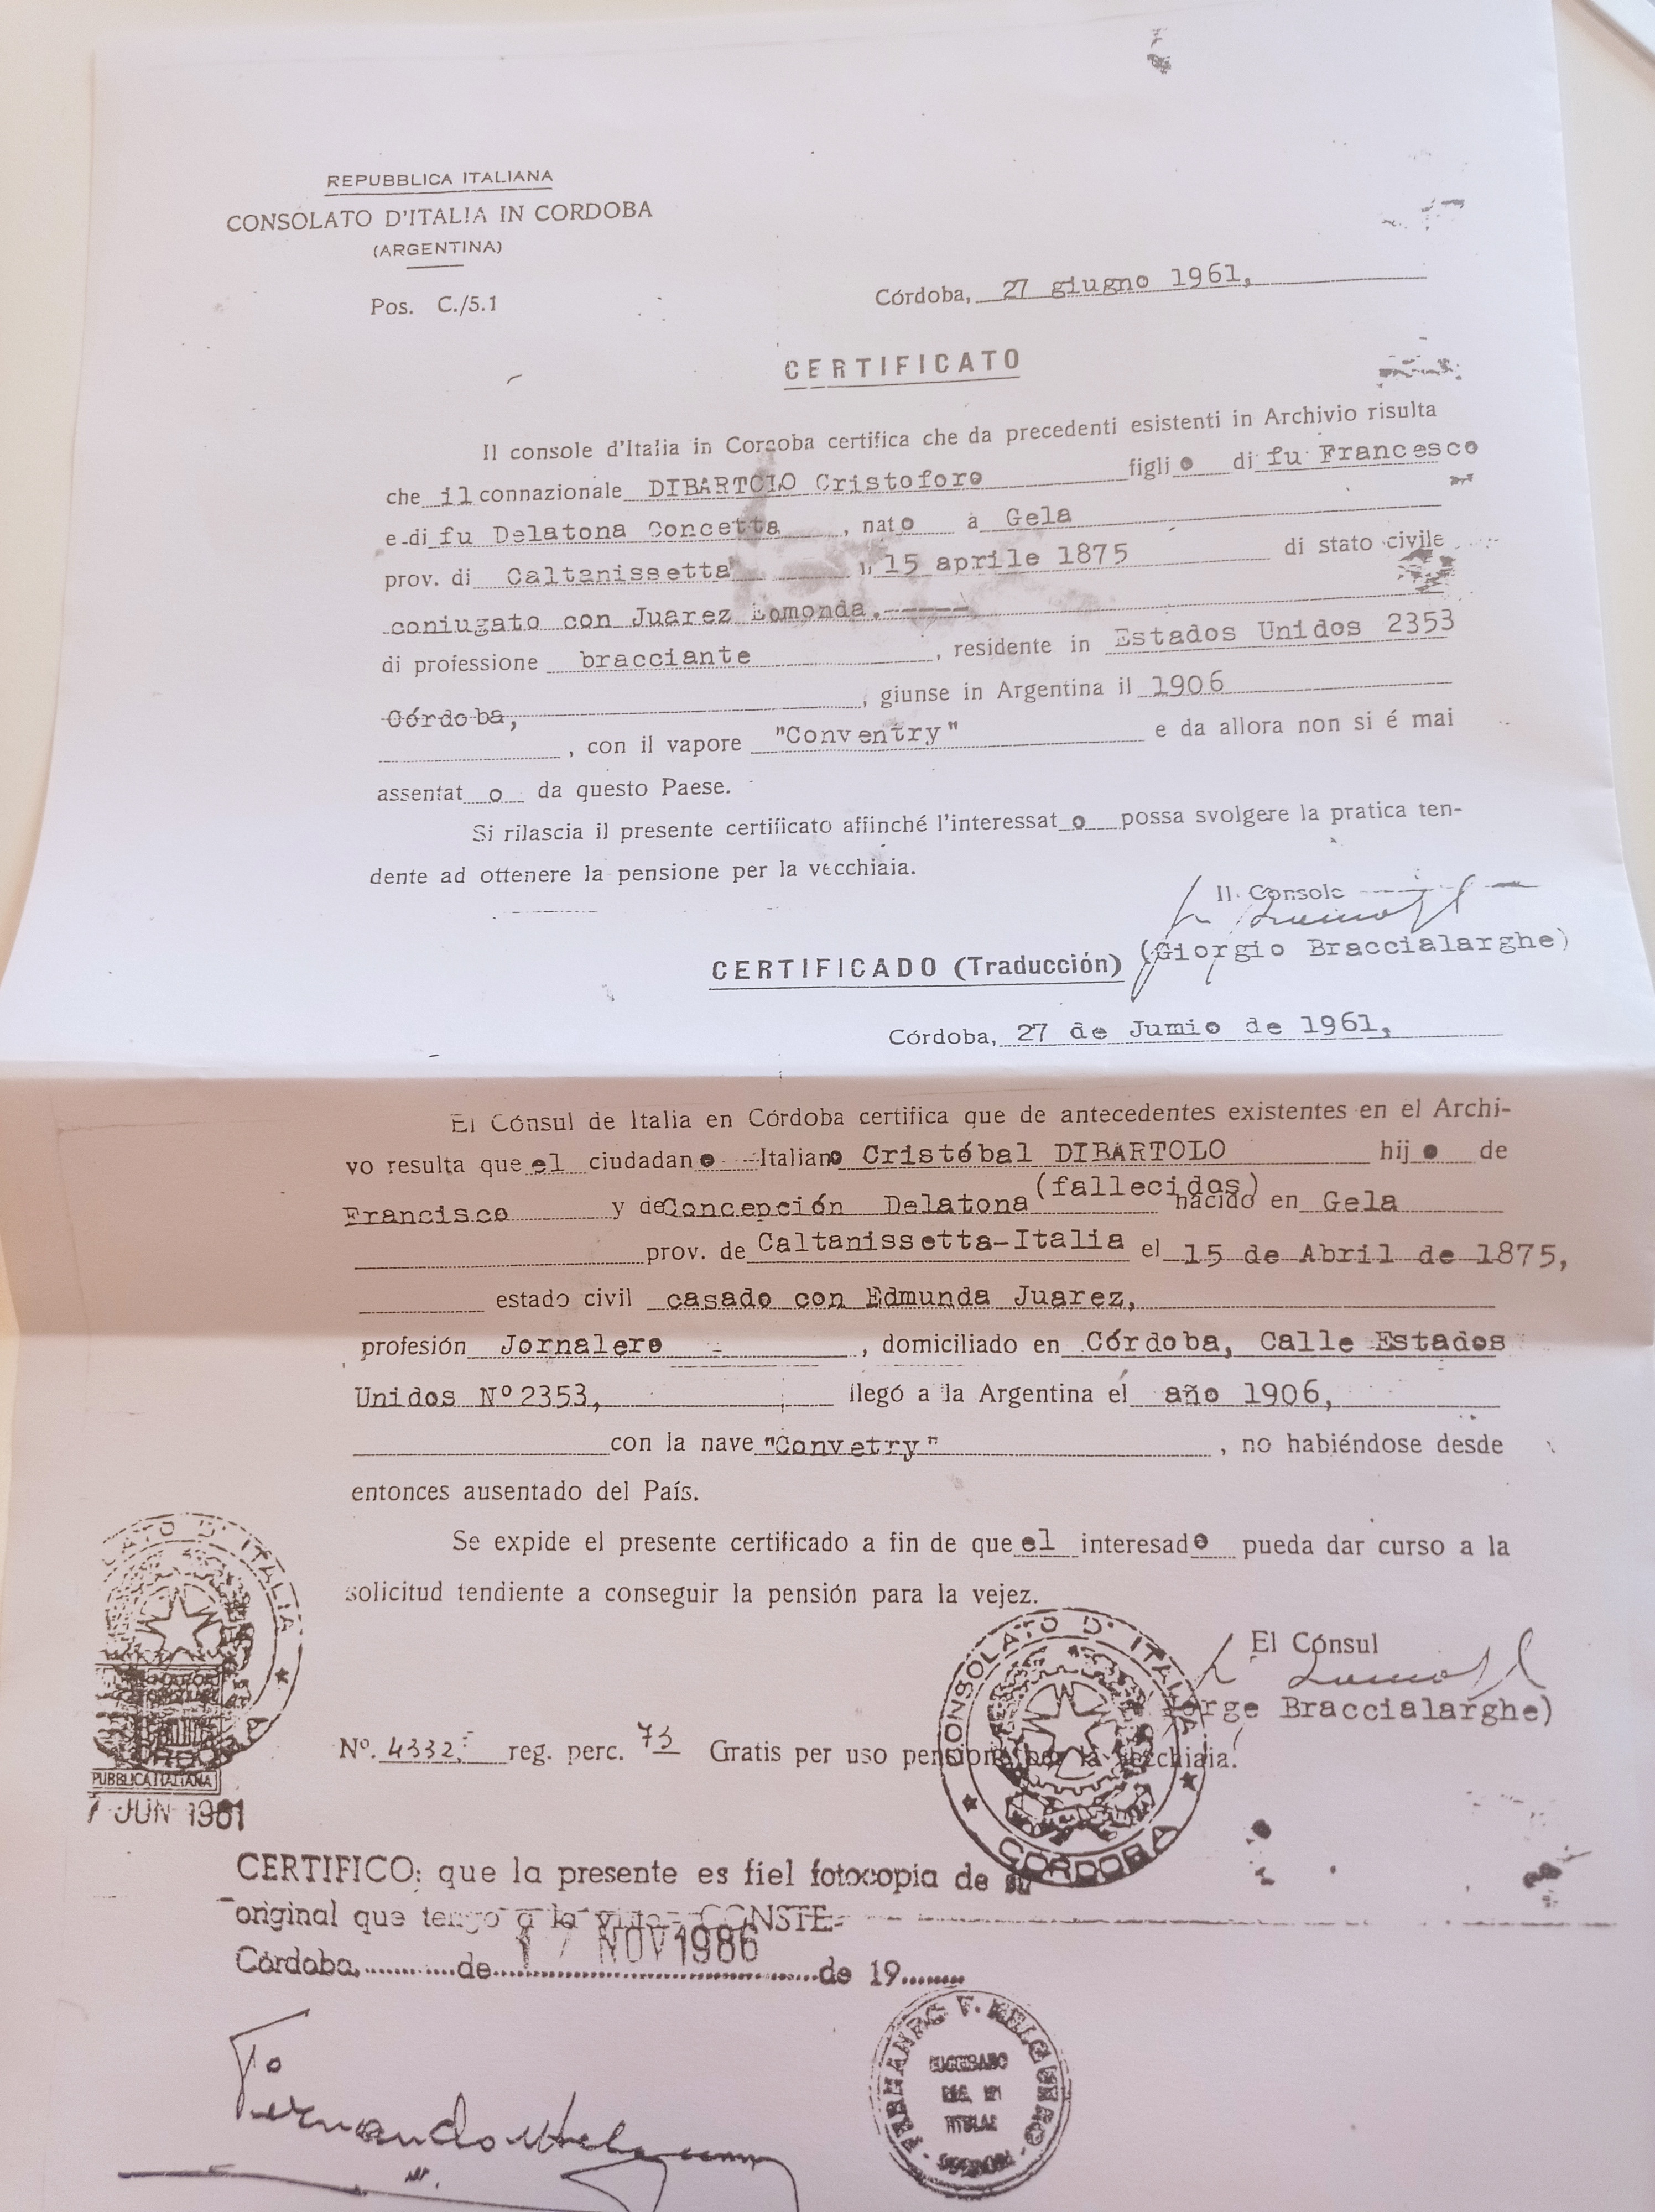 REPUBBLICA ITALIANA
CONSOLATO D'ITALIA IN CORDOBA
(ARGENTINA)
Pos. C./5.1
Córdoba, 27 giugno 1961,
CERTIFICATO
Il console d'Italia in Cordoba certifica che da precedenti esistenti in Archivio risulta
che il connazionale DIBARTOLO Cristoforo figlio di fu Francesco
e di fu Delatona Concetta, nato a Gela
prov. di Caltanissetta il 15 aprile 1875 di stato civile
coniugato con Juarez Lomonda.-----
di professione bracciante, residente in Estados Unidos 2353
Córdoba, , giunse in Argentina il 1906
, con il vapore "Conventry" e da allora non si é mai
assentato da questo Paese.
Si rilascia il presente certificato affinché l'interessato possa svolgere la pratica ten-
dente ad ottenere la pensione per la vecchiaia.
Il Console
(Giorgio Braccialarghe)
CERTIFICADO (Traducción)
Córdoba, 27 de Jumio de 1961,
El Cónsul de Italia en Córdoba certifica que de antecedentes existentes en el Archi-
vo resulta que el ciudadano Italiano Cristóbal DIBARTOLO hijo de
Francisco y de Concepción Delatona (fallecidos) nacido en Gela
prov. de Caltanissetta-Italia el 15 de Abril de 1875,
estado civil casado con Edmunda Juarez,
profesión Jornalero, domiciliado en Córdoba, Calle Estados
Unidos Nº 2353, llegó a la Argentina el año 1906,
con la nave "Convetry", no habiéndose desde
entonces ausentado del País.
Se expide el presente certificado a fin de que el interesado pueda dar curso a la
solicitud tendiente a conseguir la pensión para la vejez.
El Cónsul
Jorge Braccialarghe)
CONSOLATO D'ITALIA
CORDOBA
Nº. 4332.- reg. perc. 73 Gratis per uso pensione per la vecchiaia.
CONSOLATO D'ITALIA
PUBBLICA ITALIANA
7 JUN 1961
CERTIFICO: que la presente es fiel fotocopia de su
original que tengo a la vista CONSTE-
Córdoba, de 17 NOV 1986 de 19
FERNANDO F.